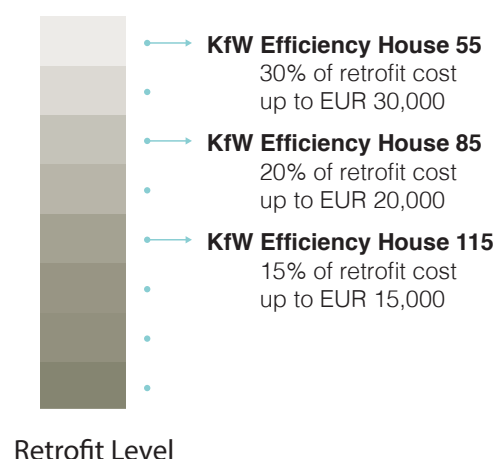 KfW Efficiency House 55
30% of retrofit cost
up to EUR 30,000
KfW Efficiency House 85
20% of retrofit cost
up to EUR 20,000
KfW Efficiency House 115
15% of retrofit cost
up to EUR 15,000
Retrofit Level